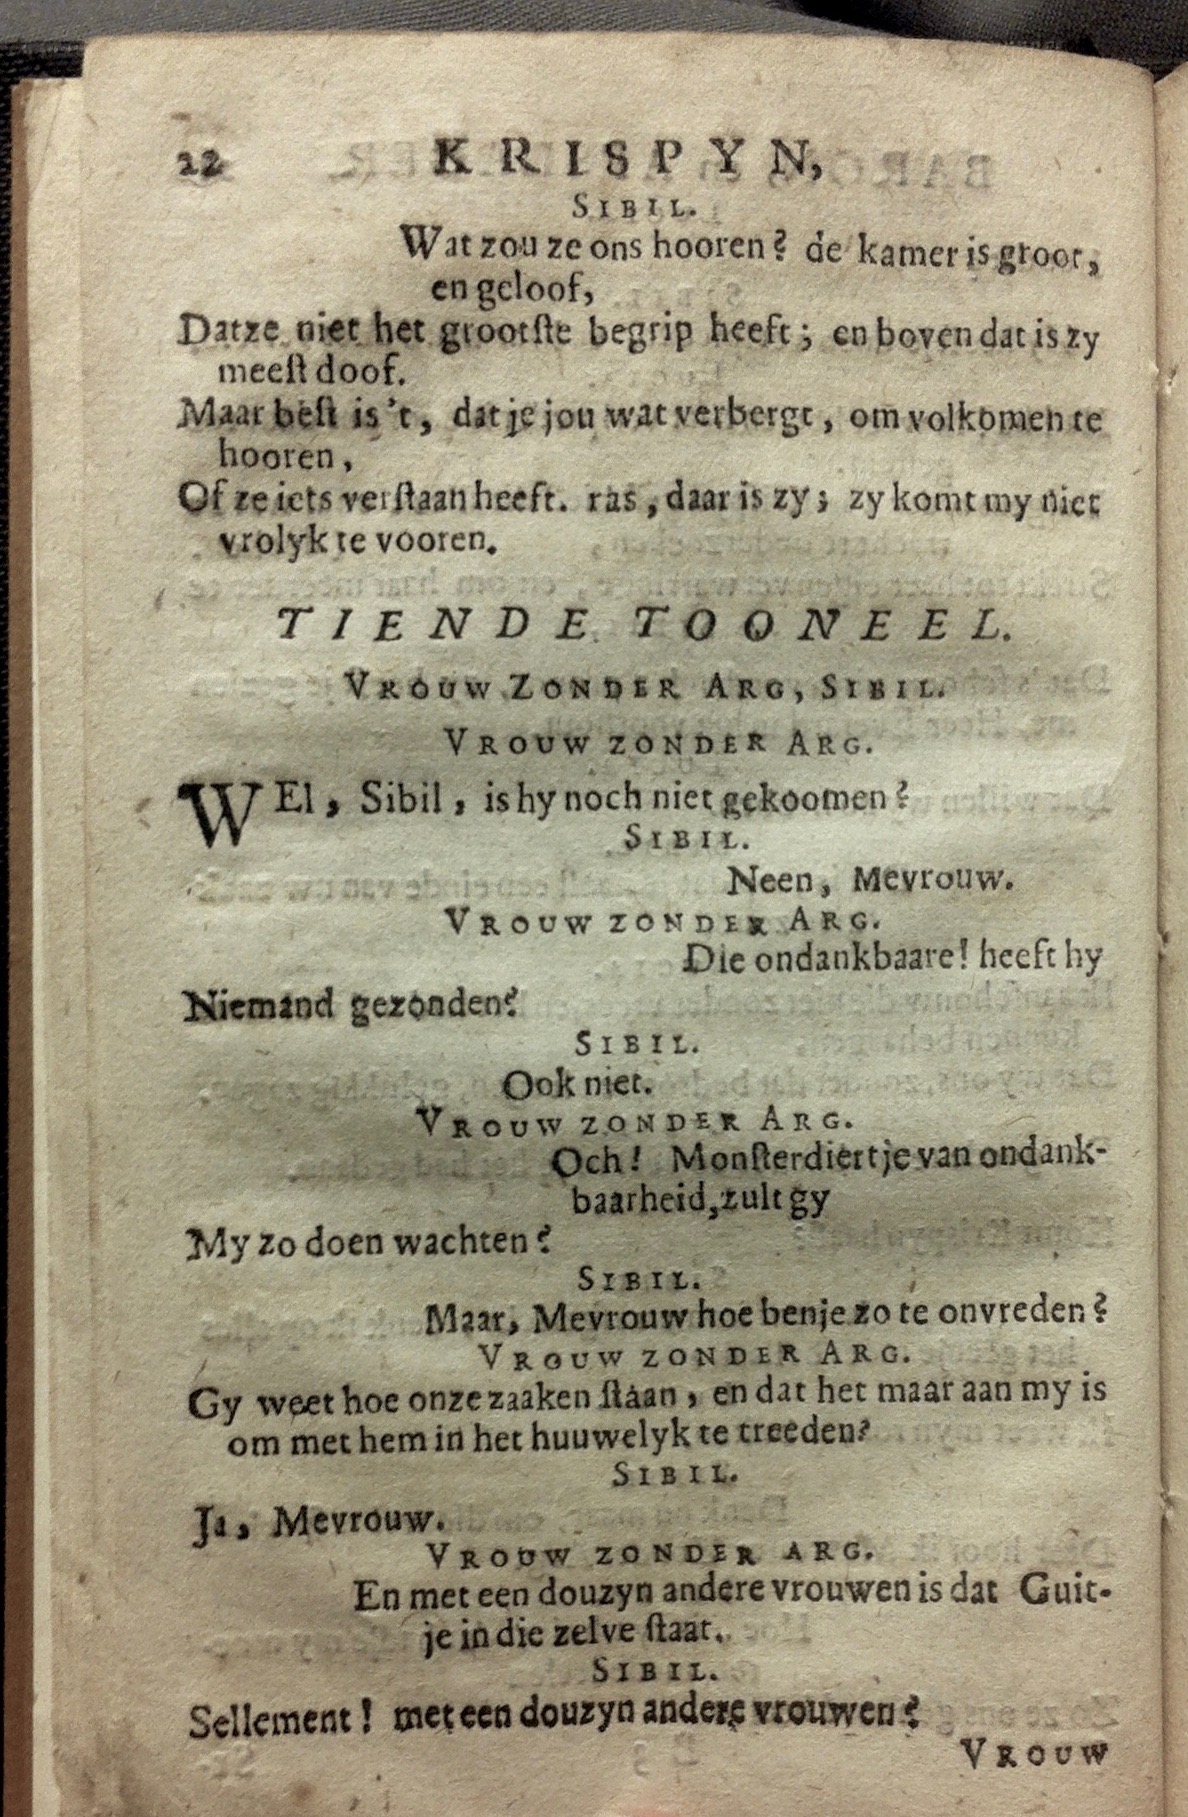 22 KRISPYN,
SIBIL.
Wat zou ze ons hooren? de kamer is groot,
en geloof,
Datze niet het grootſte begrip heeft; en boven dat is zy
meeſt doof.
Maar beſt is 't, dat je jou wat verbergt, om volkomen te
hooren,
Of ze iets verſtaan heeft. ras, daar is zy; zy komt my niet
vrolyk te vooren.
TIENDE TOONEEL.
VROUW ZONDER ARG, SIBIL.
VROUW ZONDER ARG.
WEl, Sibil, is hy noch niet gekoomen?
SIBIL.
Neen, Mevrouw.
VROUW ZONDER ARG.
Die ondankbaare! heeft hy
Niemand gezonden?
SIBIL.
Ook niet.
VROUW ZONDER ARG.
Och! Monſterdiertje van ondank-
baarheid, zult gy
My zo doen wachten?
SIBIL.
Maar, Mevrouw hoe benje zo te onvreden?
VROUW ZONDER ARG.
Gy weet hoe onze zaaken ſtaan, en dat het maar aan my is
om met hem in het huuwelyk te treeden?
SIBIL.
Ja, Mevrouw.
VROUW ZONDER ARG.
En met een douzyn andere vrouwen is dat Guit-
je in die zelve ſtaat.
SIBIL.
Sellement! met een douzyn andere vrouwen?
VROUW